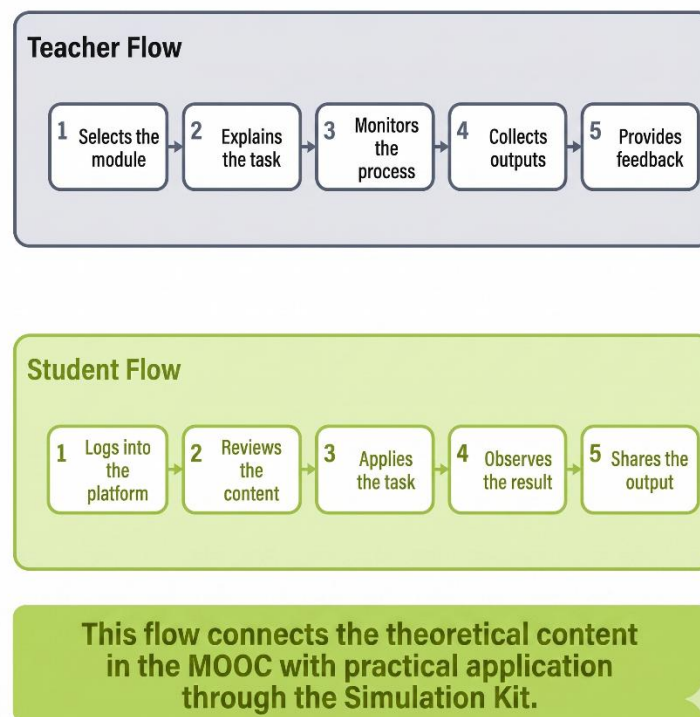 Teacher Flow
1 Selects the
module
2 Explains
the task
3 Monitors
the
process
4 Collects
outputs
5 Provides
feedback
Student Flow
1 Logs into
the
platform
2 Reviews
the
content
3 Applies
the task
4 Observes
the result
5 Shares the
output
This flow connects the theoretical content
in the MOOC with practical application
through the Simulation Kit.